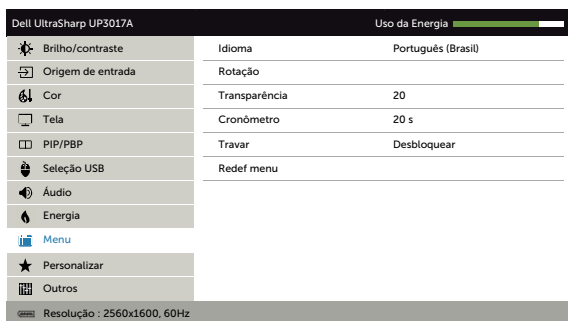 Dell UltraSharp UP3017A Uso da Energia
Brilho/contraste Idioma Português (Brasil)
Origem de entrada Rotação
Cor Transparência 20
Tela Cronômetro 20 s
PIP/PBP Travar Desbloquear
Seleção USB Redef menu
Áudio
Energia
Menu
Personalizar
Outros
Resolução : 2560x1600, 60Hz